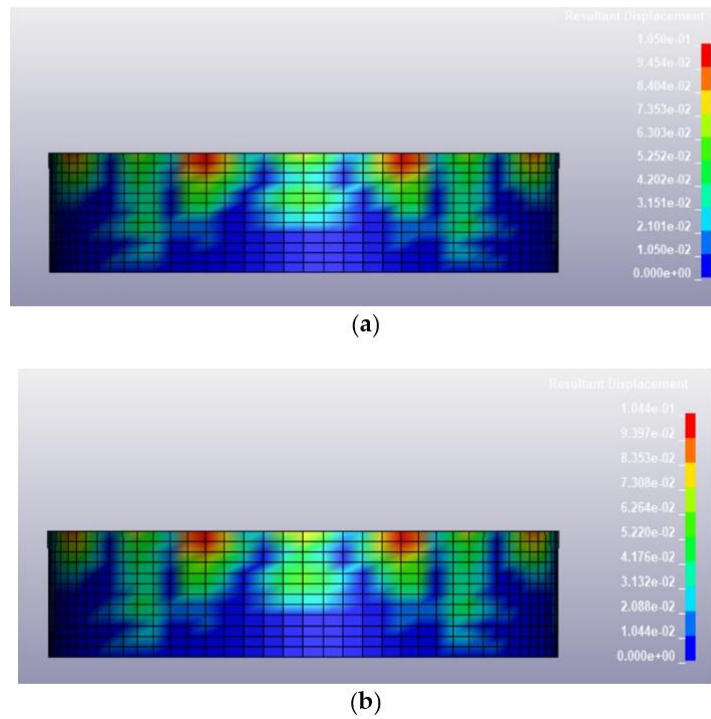 Resultant Displacement
1.050e-01
9.454e-02
8.404e-02
7.353e-02
6.303e-02
5.252e-02
4.202e-02
3.151e-02
2.101e-02
1.050e-02
0.000e+00
(a)
Resultant Displacement
1.044e-01
9.397e-02
8.353e-02
7.308e-02
6.264e-02
5.220e-02
4.176e-02
3.132e-02
2.088e-02
1.044e-02
0.000e+00
(b)